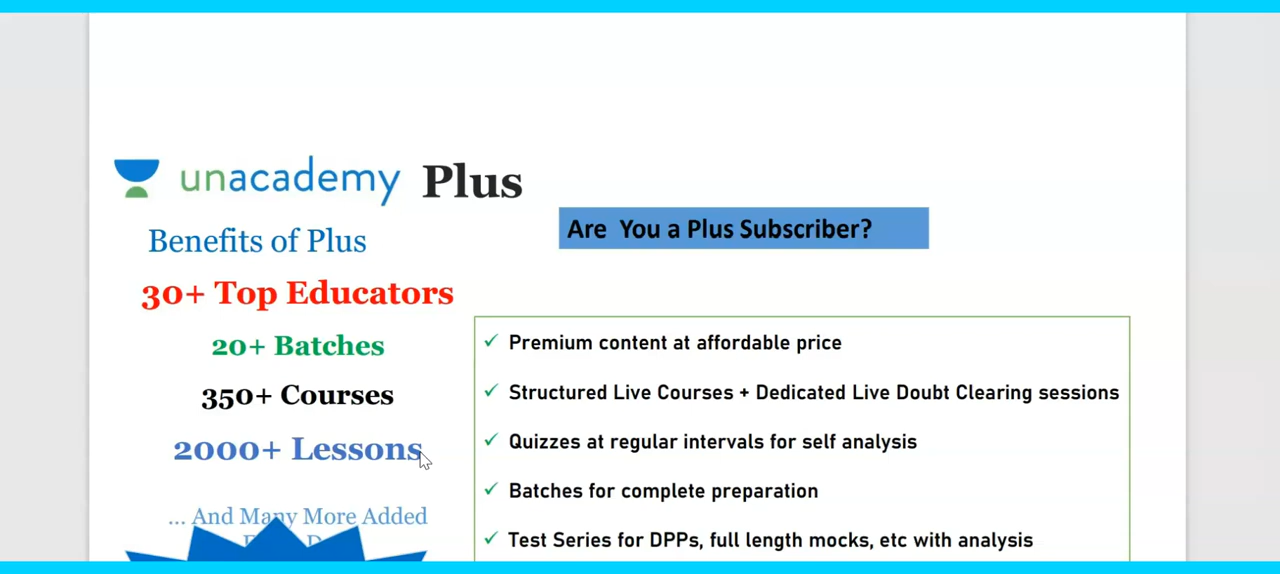 unacademy Plus
Are You a Plus Subscriber?
Benefits of Plus
30+ Top Educators
20+ Batches
350+ Courses
2000+ Lessons
... And Many More Added
✓ Premium content at affordable price
✓ Structured Live Courses + Dedicated Live Doubt Clearing sessions
✓ Quizzes at regular intervals for self analysis
✓ Batches for complete preparation
✓ Test Series for DPPs, full length mocks, etc with analysis